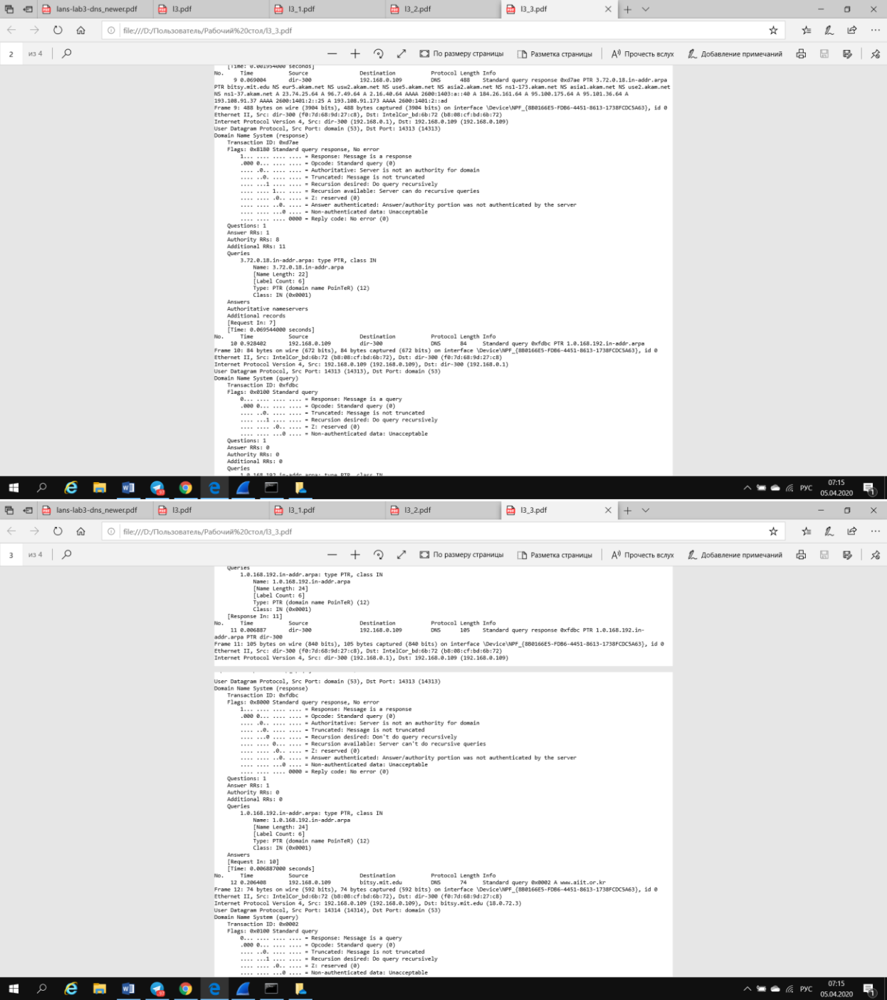 lans-lab3-dns_newer.pdf
l3.pdf
l3_1.pdf
l3_2.pdf
l3_3.pdf
file:///D:/Пользователь/Рабочий%20стол/l3_3.pdf
2 из 4
По размеру страницы
Разметка страницы
Прочесть вслух
Добавление примечаний
[Time: 0.001954000 seconds]
No. Time Source Destination Protocol Length Info
9 0.069004 dir-300 192.168.0.109 DNS 488 Standard query response 0xd7ae PTR 3.72.0.18.in-addr.arpa
PTR bitsy.mit.edu NS eur5.akam.net NS usw2.akam.net NS use5.akam.net NS asia2.akam.net NS ns1-173.akam.net NS asia1.akam.net NS use2.akam.net
NS ns1-37.akam.net A 23.74.25.64 A 96.7.49.64 A 2.16.40.64 AAAA 2600:1403:a::40 A 184.26.161.64 A 95.100.175.64 A 95.101.36.64 A
193.108.91.37 AAAA 2600:1401:2::25 A 193.108.91.173 AAAA 2600:1401:2::ad
Frame 9: 488 bytes on wire (3904 bits), 488 bytes captured (3904 bits) on interface \Device\NPF_{8B0166E5-FDB6-4451-8613-1738FCDC5A63}, id 0
Ethernet II, Src: dir-300 (f0:7d:68:9d:27:c8), Dst: IntelCor_bd:6b:72 (b8:08:cf:bd:6b:72)
Internet Protocol Version 4, Src: dir-300 (192.168.0.1), Dst: 192.168.0.109 (192.168.0.109)
User Datagram Protocol, Src Port: domain (53), Dst Port: 14313 (14313)
Domain Name System (response)
Transaction ID: 0xd7ae
Flags: 0x8180 Standard query response, No error
1... .... .... .... = Response: Message is a response
.000 0... .... .... = Opcode: Standard query (0)
.... .0.. .... .... = Authoritative: Server is not an authority for domain
.... ..0. .... .... = Truncated: Message is not truncated
.... ...1 .... .... = Recursion desired: Do query recursively
.... .... 1... .... = Recursion available: Server can do recursive queries
.... .... .0.. .... = Z: reserved (0)
.... .... ..0. .... = Answer authenticated: Answer/authority portion was not authenticated by the server
.... .... ...0 .... = Non-authenticated data: Unacceptable
.... .... .... 0000 = Reply code: No error (0)
Questions: 1
Answer RRs: 1
Authority RRs: 8
Additional RRs: 11
Queries
3.72.0.18.in-addr.arpa: type PTR, class IN
Name: 3.72.0.18.in-addr.arpa
[Name Length: 22]
[Label Count: 6]
Type: PTR (domain name PoinTeR) (12)
Class: IN (0x0001)
Answers
Authoritative nameservers
Additional records
[Request In: 7]
[Time: 0.069544000 seconds]
No. Time Source Destination Protocol Length Info
10 0.928402 192.168.0.109 dir-300 DNS 84 Standard query 0xfdbc PTR 1.0.168.192.in-addr.arpa
Frame 10: 84 bytes on wire (672 bits), 84 bytes captured (672 bits) on interface \Device\NPF_{8B0166E5-FDB6-4451-8613-1738FCDC5A63}, id 0
Ethernet II, Src: IntelCor_bd:6b:72 (b8:08:cf:bd:6b:72), Dst: dir-300 (f0:7d:68:9d:27:c8)
Internet Protocol Version 4, Src: 192.168.0.109 (192.168.0.109), Dst: dir-300 (192.168.0.1)
User Datagram Protocol, Src Port: 14313 (14313), Dst Port: domain (53)
Domain Name System (query)
Transaction ID: 0xfdbc
Flags: 0x0100 Standard query
0... .... .... .... = Response: Message is a query
.000 0... .... .... = Opcode: Standard query (0)
.... ..0. .... .... = Truncated: Message is not truncated
.... ...1 .... .... = Recursion desired: Do query recursively
.... .... .0.. .... = Z: reserved (0)
.... .... ...0 .... = Non-authenticated data: Unacceptable
Questions: 1
Answer RRs: 0
Authority RRs: 0
Additional RRs: 0
Queries
1.0.168.192.in-addr.arpa: type PTR, class IN
РУС
07:15
05.04.2020
lans-lab3-dns_newer.pdf
l3.pdf
l3_1.pdf
l3_2.pdf
l3_3.pdf
file:///D:/Пользователь/Рабочий%20стол/l3_3.pdf
3 из 4
По размеру страницы
Разметка страницы
Прочесть вслух
Добавление примечаний
Queries
1.0.168.192.in-addr.arpa: type PTR, class IN
Name: 1.0.168.192.in-addr.arpa
[Name Length: 24]
[Label Count: 6]
Type: PTR (domain name PoinTeR) (12)
Class: IN (0x0001)
[Response In: 11]
No. Time Source Destination Protocol Length Info
11 0.006887 dir-300 192.168.0.109 DNS 105 Standard query response 0xfdbc PTR 1.0.168.192.in-
addr.arpa PTR dir-300
Frame 11: 105 bytes on wire (840 bits), 105 bytes captured (840 bits) on interface \Device\NPF_{8B0166E5-FDB6-4451-8613-1738FCDC5A63}, id 0
Ethernet II, Src: dir-300 (f0:7d:68:9d:27:c8), Dst: IntelCor_bd:6b:72 (b8:08:cf:bd:6b:72)
Internet Protocol Version 4, Src: dir-300 (192.168.0.1), Dst: 192.168.0.109 (192.168.0.109)
User Datagram Protocol, Src Port: domain (53), Dst Port: 14313 (14313)
Domain Name System (response)
Transaction ID: 0xfdbc
Flags: 0x8000 Standard query response, No error
1... .... .... .... = Response: Message is a response
.000 0... .... .... = Opcode: Standard query (0)
.... .0.. .... .... = Authoritative: Server is not an authority for domain
.... ..0. .... .... = Truncated: Message is not truncated
.... ...0 .... .... = Recursion desired: Don't do query recursively
.... .... 0... .... = Recursion available: Server can't do recursive queries
.... .... .0.. .... = Z: reserved (0)
.... .... ..0. .... = Answer authenticated: Answer/authority portion was not authenticated by the server
.... .... ...0 .... = Non-authenticated data: Unacceptable
.... .... .... 0000 = Reply code: No error (0)
Questions: 1
Answer RRs: 1
Authority RRs: 0
Additional RRs: 0
Queries
1.0.168.192.in-addr.arpa: type PTR, class IN
Name: 1.0.168.192.in-addr.arpa
[Name Length: 24]
[Label Count: 6]
Type: PTR (domain name PoinTeR) (12)
Class: IN (0x0001)
Answers
[Request In: 10]
[Time: 0.006887000 seconds]
No. Time Source Destination Protocol Length Info
12 0.206408 192.168.0.109 bitsy.mit.edu DNS 74 Standard query 0x0002 A www.aiit.or.kr
Frame 12: 74 bytes on wire (592 bits), 74 bytes captured (592 bits) on interface \Device\NPF_{8B0166E5-FDB6-4451-8613-1738FCDC5A63}, id 0
Ethernet II, Src: IntelCor_bd:6b:72 (b8:08:cf:bd:6b:72), Dst: dir-300 (f0:7d:68:9d:27:c8)
Internet Protocol Version 4, Src: 192.168.0.109 (192.168.0.109), Dst: bitsy.mit.edu (18.0.72.3)
User Datagram Protocol, Src Port: 14314 (14314), Dst Port: domain (53)
Domain Name System (query)
Transaction ID: 0x0002
Flags: 0x0100 Standard query
0... .... .... .... = Response: Message is a query
.000 0... .... .... = Opcode: Standard query (0)
.... ..0. .... .... = Truncated: Message is not truncated
.... ...1 .... .... = Recursion desired: Do query recursively
.... .... .0.. .... = Z: reserved (0)
.... .... ...0 .... = Non-authenticated data: Unacceptable
РУС
07:15
05.04.2020